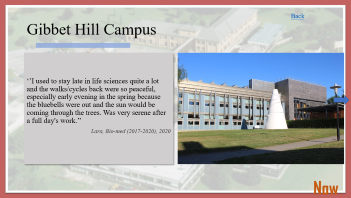 Back
Gibbet Hill Campus
"I used to stay late in life sciences quite a lot
and the walks/cycles back were so peaceful,
especially early evening in the spring because
the bluebells were out and the sun would be
coming through the trees. Was very serene after
a full day's work."
Lara, Bio-med (2017-2020), 2020
Now